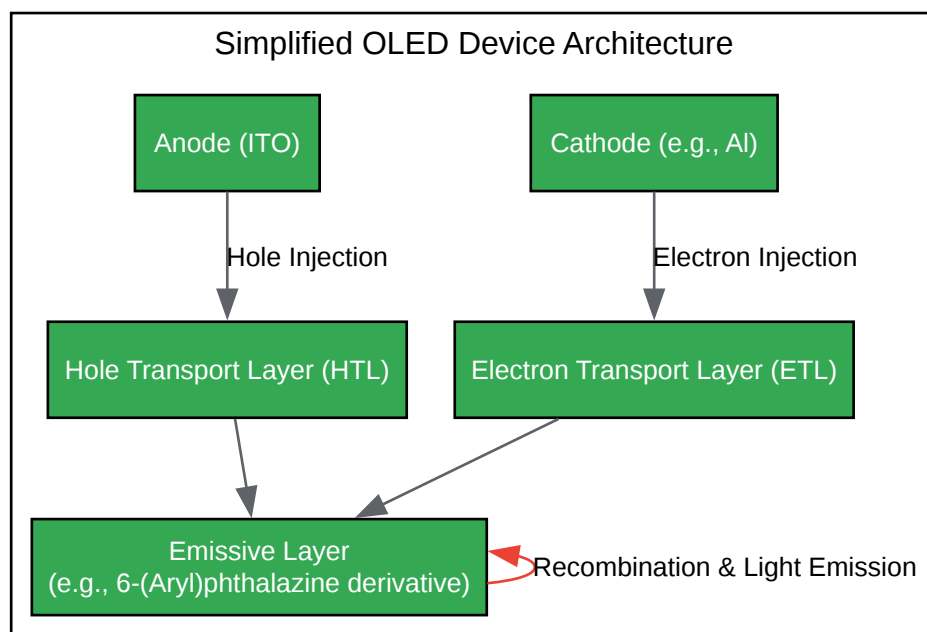 Simplified OLED Device Architecture
Anode (ITO)
Cathode (e.g., Al)
Hole Injection
Electron Injection
Hole Transport Layer (HTL)
Electron Transport Layer (ETL)
Emissive Layer
(e.g., 6-(Aryl)phthalazine derivative)
Recombination & Light Emission